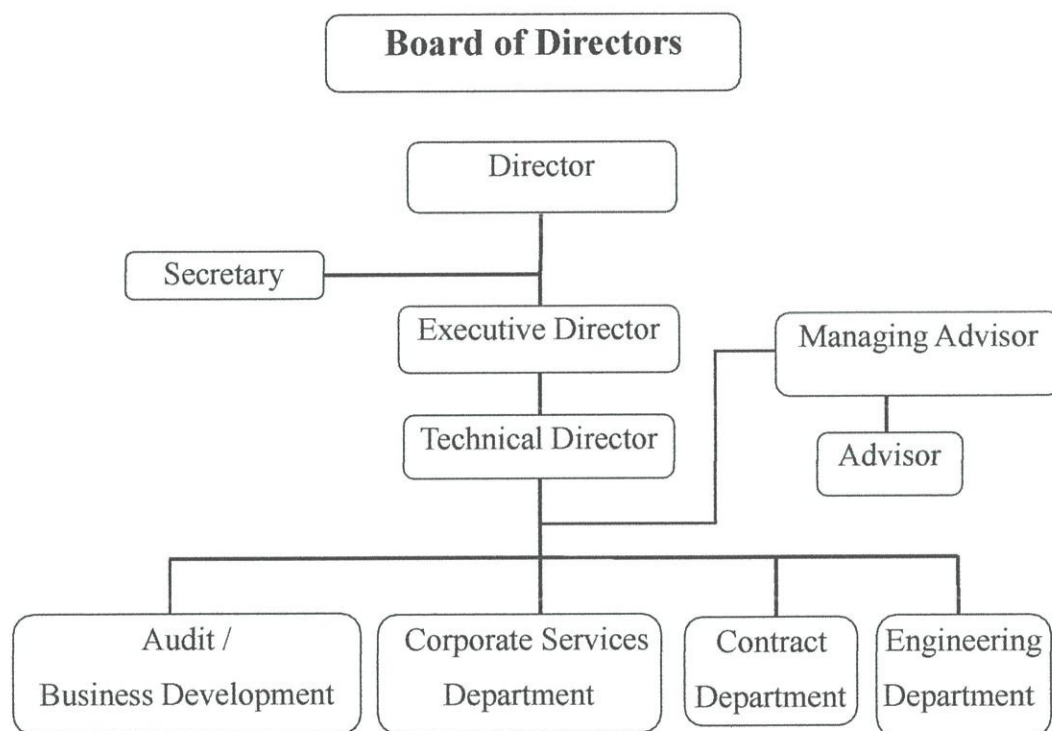 Board of Directors
Director
Secretary
Executive Director
Managing Advisor
Technical Director
Advisor
Audit /
Business Development
Corporate Services
Department
Contract
Department
Engineering
Department